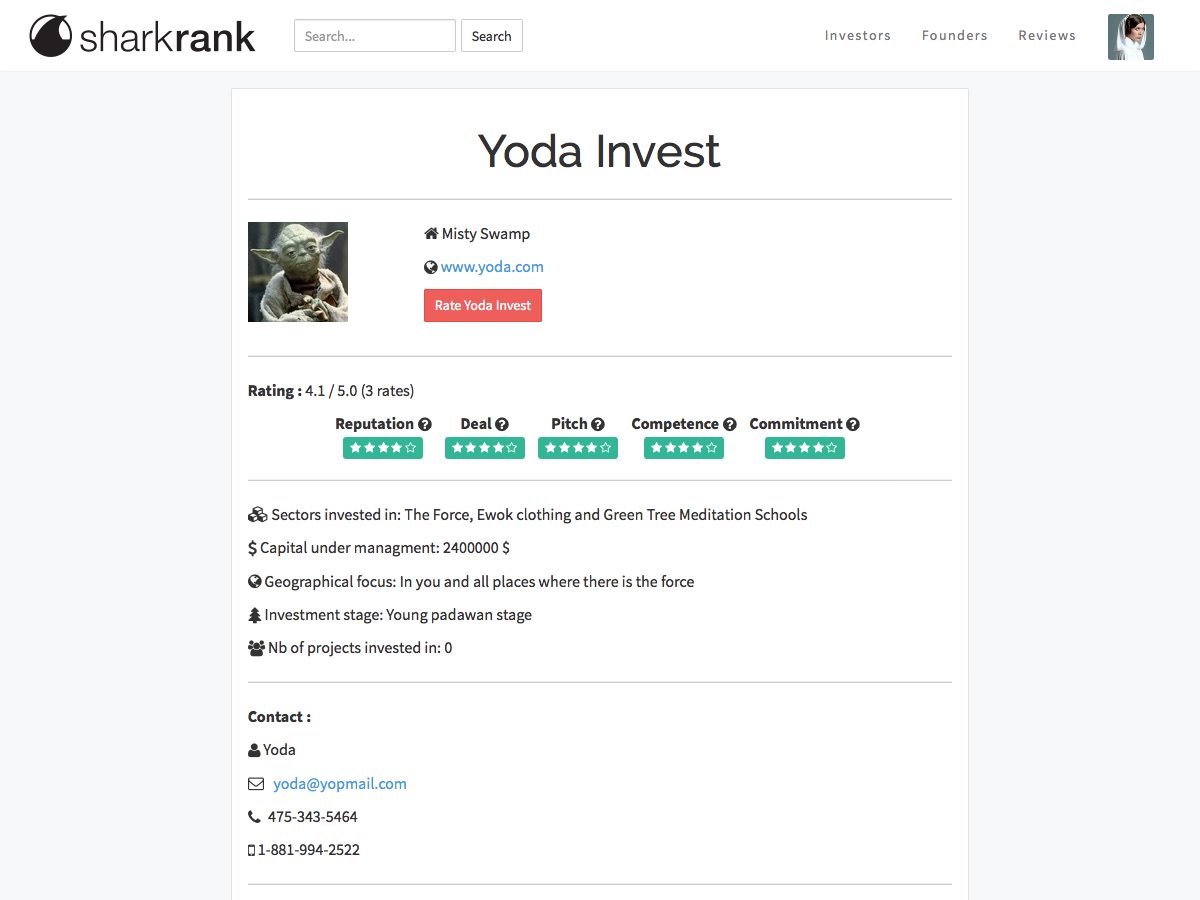 sharkrank
Search...
Search
Investors
Founders
Reviews
Yoda Invest
Misty Swamp
www.yoda.com
Rate Yoda Invest
Rating : 4.1 / 5.0 (3 rates)
Reputation Deal Pitch Competence Commitment
Sectors invested in: The Force, Ewok clothing and Green Tree Meditation Schools
$ Capital under managment: 2400000 $
Geographical focus: In you and all places where there is the force
Investment stage: Young padawan stage
Nb of projects invested in: 0
Contact :
Yoda
yoda@yopmail.com
475-343-5464
1-881-994-2522